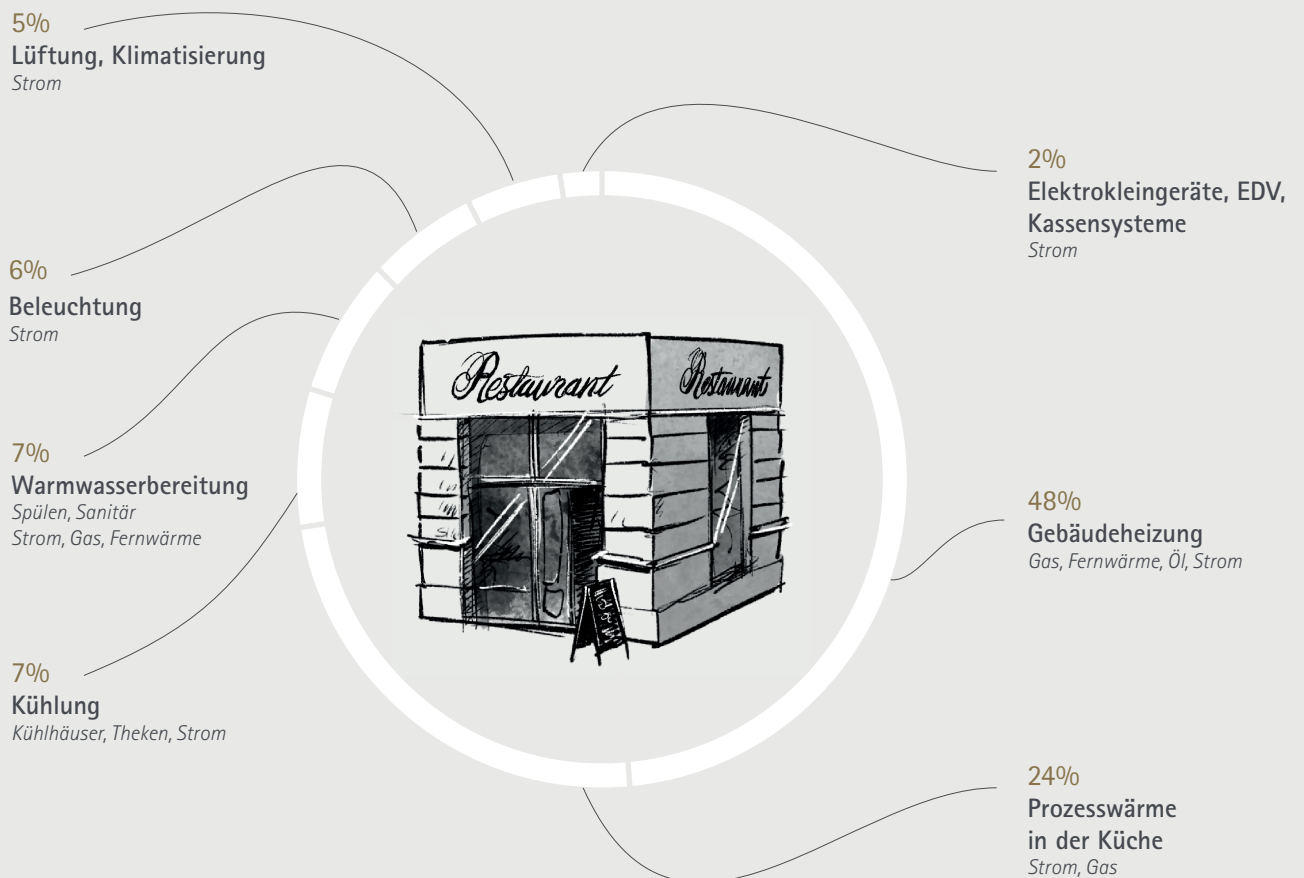 5%
Lüftung, Klimatisierung
Strom
2%
Elektrokleingeräte, EDV,
Kassensysteme
Strom
6%
Beleuchtung
Strom
Restaurant
Restaurant
7%
Warmwasserbereitung
Spülen, Sanitär
Strom, Gas, Fernwärme
48%
Gebäudeheizung
Gas, Fernwärme, Öl, Strom
7%
Kühlung
Kühlhäuser, Theken, Strom
24%
Prozesswärme
in der Küche
Strom, Gas